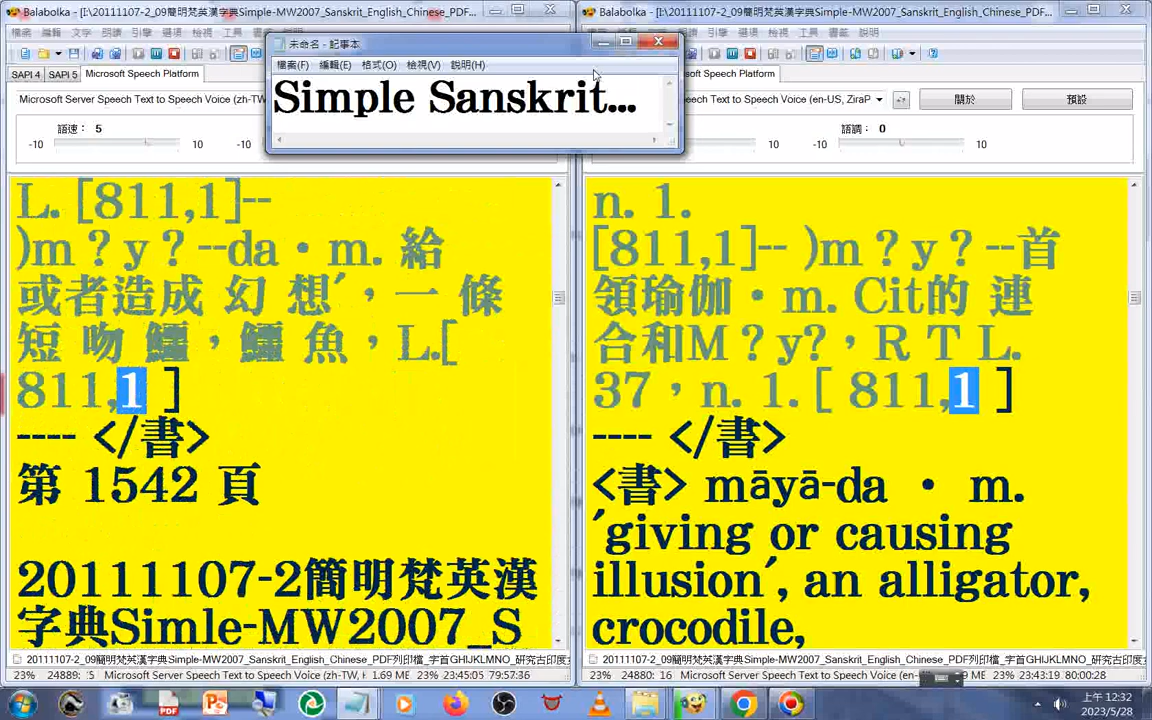 Balabolka - [I:\20111107-2_09簡明梵英漢字典Simple-MW2007_Sanskrit_English_Chinese_PDF...
Balabolka - [I:\20111107-2_09簡明梵英漢字典Simple-MW2007_Sanskrit_English_Chinese_PDF...
未命名 - 記事本
檔案(F) 編輯(E) 格式(O) 檢視(V) 說明(H)
Simple Sanskrit...
SAPI 4 SAPI 5 Microsoft Speech Platform
Speech Platform
Microsoft Server Speech Text to Speech Voice (zh-TW
eech Text to Speech Voice (en-US, ZiraP
關於
預設
語速： 5
-10 10 -10
語調： 0
10 -10 10
L. [811,1]--
)m？y？--da・m. 給
或者造成 幻 想´，一 條
短 吻 鱷，鱷 魚，L.[
811,1 ]
---- </書>
第 1542 頁
20111107-2簡明梵英漢
字典Simle-MW2007_S
n. 1.
[811,1]-- )m？y？--首
領瑜伽・m. Cit的 連
合和M？y?，R T L.
37，n. 1. [ 811,1 ]
---- </書>
<書> māyā-da ・ m.
´giving or causing
illusion´, an alligator,
crocodile,
20111107-2_09簡明梵英漢字典Simple-MW2007_Sanskrit_English_Chinese_PDF列印檔_字首GHIJKLMNO_研究古印度
20111107-2_09簡明梵英漢字典Simple-MW2007_Sanskrit_English_Chinese_PDF列印檔_字首GHIJKLMNO_研究古印度
23% 24889: Microsoft Server Speech Text to Speech Voice (zh-TW, 1.69 ME 23% 23:45:05 79:57:36
23% 24880: 16 Microsoft Server Speech Text to Speech Voice 23% 23:43:19 80:00:28
上午 12:32
2023/5/28